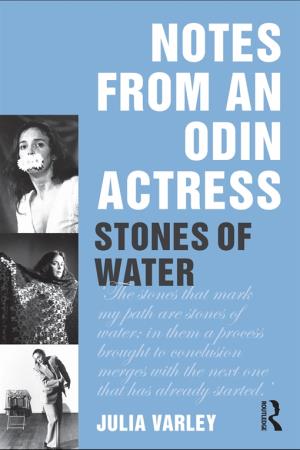 NOTES
FROM AN
ODIN
ACTRESS
STONES OF
WATER
'The stones that mark
my path are stones of
water; in them a process
brought to conclusion
merges with the next one
that has already started.'
JULIA VARLEY
ROUTLEDGE